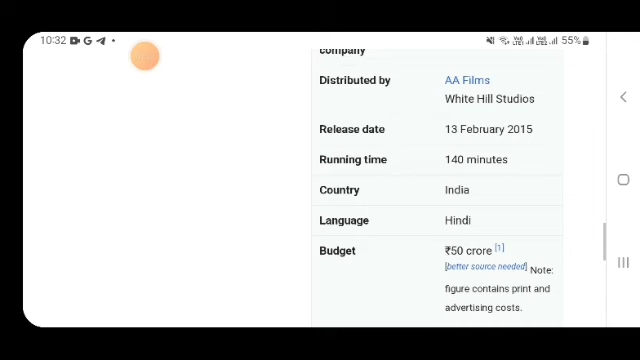 10:32
VoLTE1 VoLTE2 55%
company
Distributed by AA Films
White Hill Studios
Release date 13 February 2015
Running time 140 minutes
Country India
Language Hindi
Budget ₹50 crore [1]
[better source needed] Note:
figure contains print and
advertising costs.